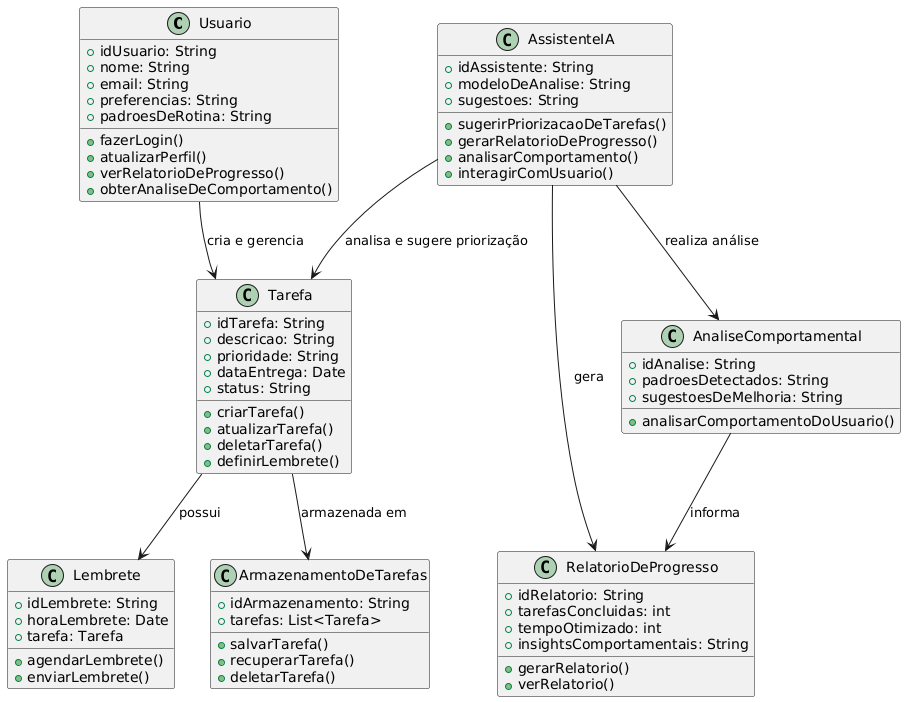 C Usuario
idUsuario: String
nome: String
email: String
preferencias: String
padroesDeRotina: String
fazerLogin()
atualizarPerfil()
verRelatorioDeProgresso()
obterAnaliseDeComportamento()
C AssistenteIA
idAssistente: String
modeloDeAnalise: String
sugestoes: String
sugerirPriorizacaoDeTarefas()
gerarRelatorioDeProgresso()
analisarComportamento()
interagirComUsuario()
cria e gerencia
analisa e sugere priorização
realiza análise
C Tarefa
idTarefa: String
descricao: String
prioridade: String
dataEntrega: Date
status: String
criarTarefa()
atualizarTarefa()
deletarTarefa()
definirLembrete()
gera
C AnaliseComportamental
idAnalise: String
padroesDetectados: String
sugestoesDeMelhoria: String
analisarComportamentoDoUsuario()
possui
armazenada em
informa
C Lembrete
idLembrete: String
horaLembrete: Date
tarefa: Tarefa
agendarLembrete()
enviarLembrete()
C ArmazenamentoDeTarefas
idArmazenamento: String
tarefas: List<Tarefa>
salvarTarefa()
recuperarTarefa()
deletarTarefa()
C RelatorioDeProgresso
idRelatorio: String
tarefasConcluidas: int
tempoOtimizado: int
insightsComportamentais: String
gerarRelatorio()
verRelatorio()